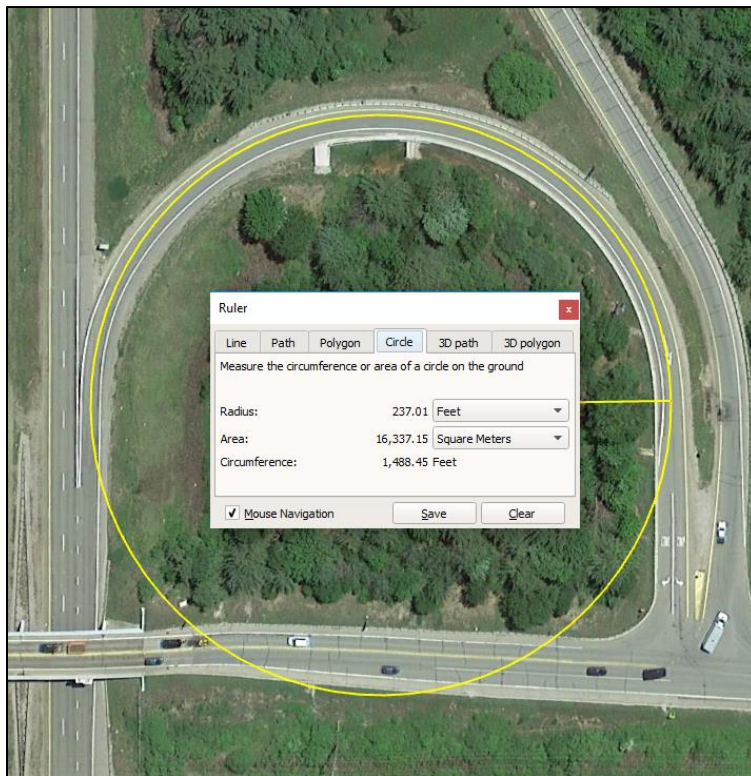 Ruler x
Line Path Polygon Circle 3D path 3D polygon
Measure the circumference or area of a circle on the ground
Radius: 237.01 Feet
Area: 16,337.15 Square Meters
Circumference: 1,488.45 Feet
Mouse Navigation Save Clear